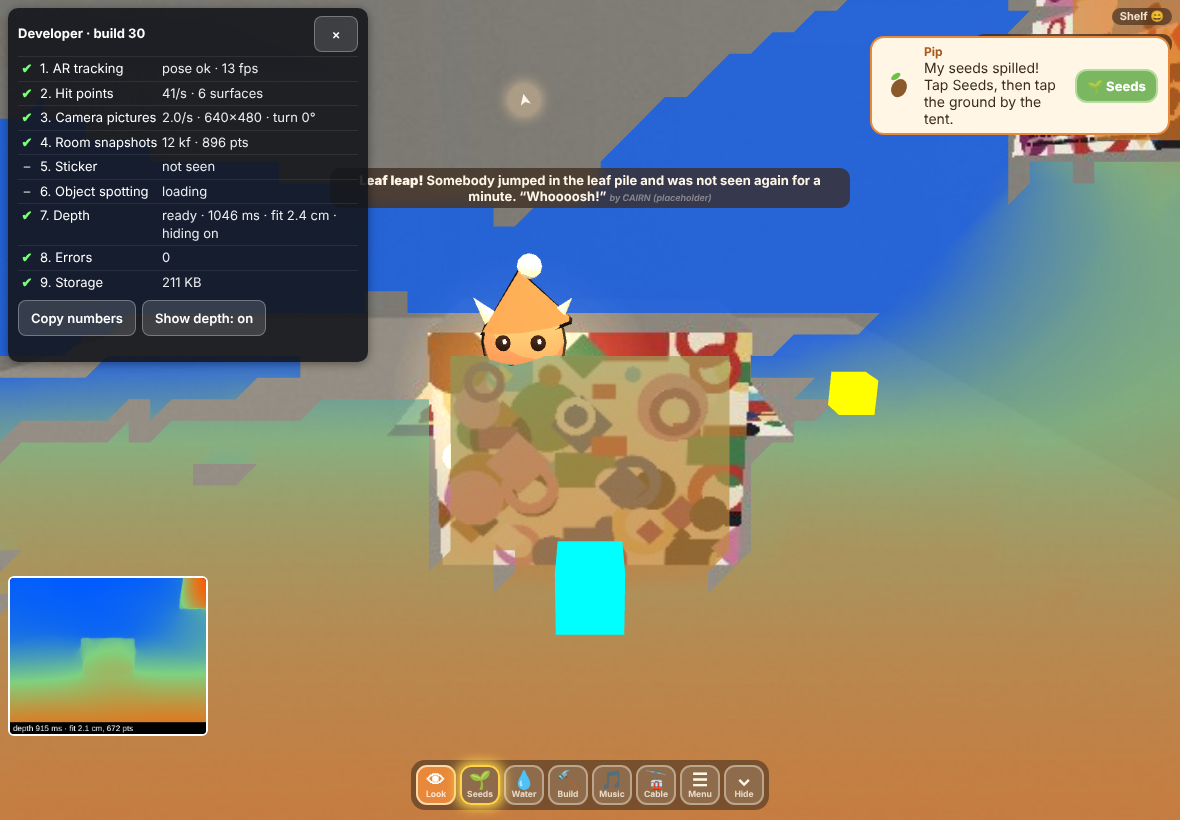 Developer · build 30
×
✔ 1. AR tracking pose ok · 13 fps
✔ 2. Hit points 41/s · 6 surfaces
✔ 3. Camera pictures 2.0/s · 640×480 · turn 0°
✔ 4. Room snapshots 12 kf · 896 pts
– 5. Sticker not seen
– 6. Object spotting loading
✔ 7. Depth ready · 1046 ms · fit 2.4 cm ·
hiding on
✔ 8. Errors 0
✔ 9. Storage 211 KB
Copy numbers
Show depth: on
Shelf 😄
Pip
My seeds spilled!
Tap Seeds, then tap
the ground by the
tent.
🌱 Seeds
Leaf leap! Somebody jumped in the leaf pile and was not seen again for a
minute. “Whoooosh!” by CAIRN (placeholder)
depth 915 ms · fit 2.1 cm, 672 pts
Look
Seeds
Water
Build
Music
Cable
Menu
Hide